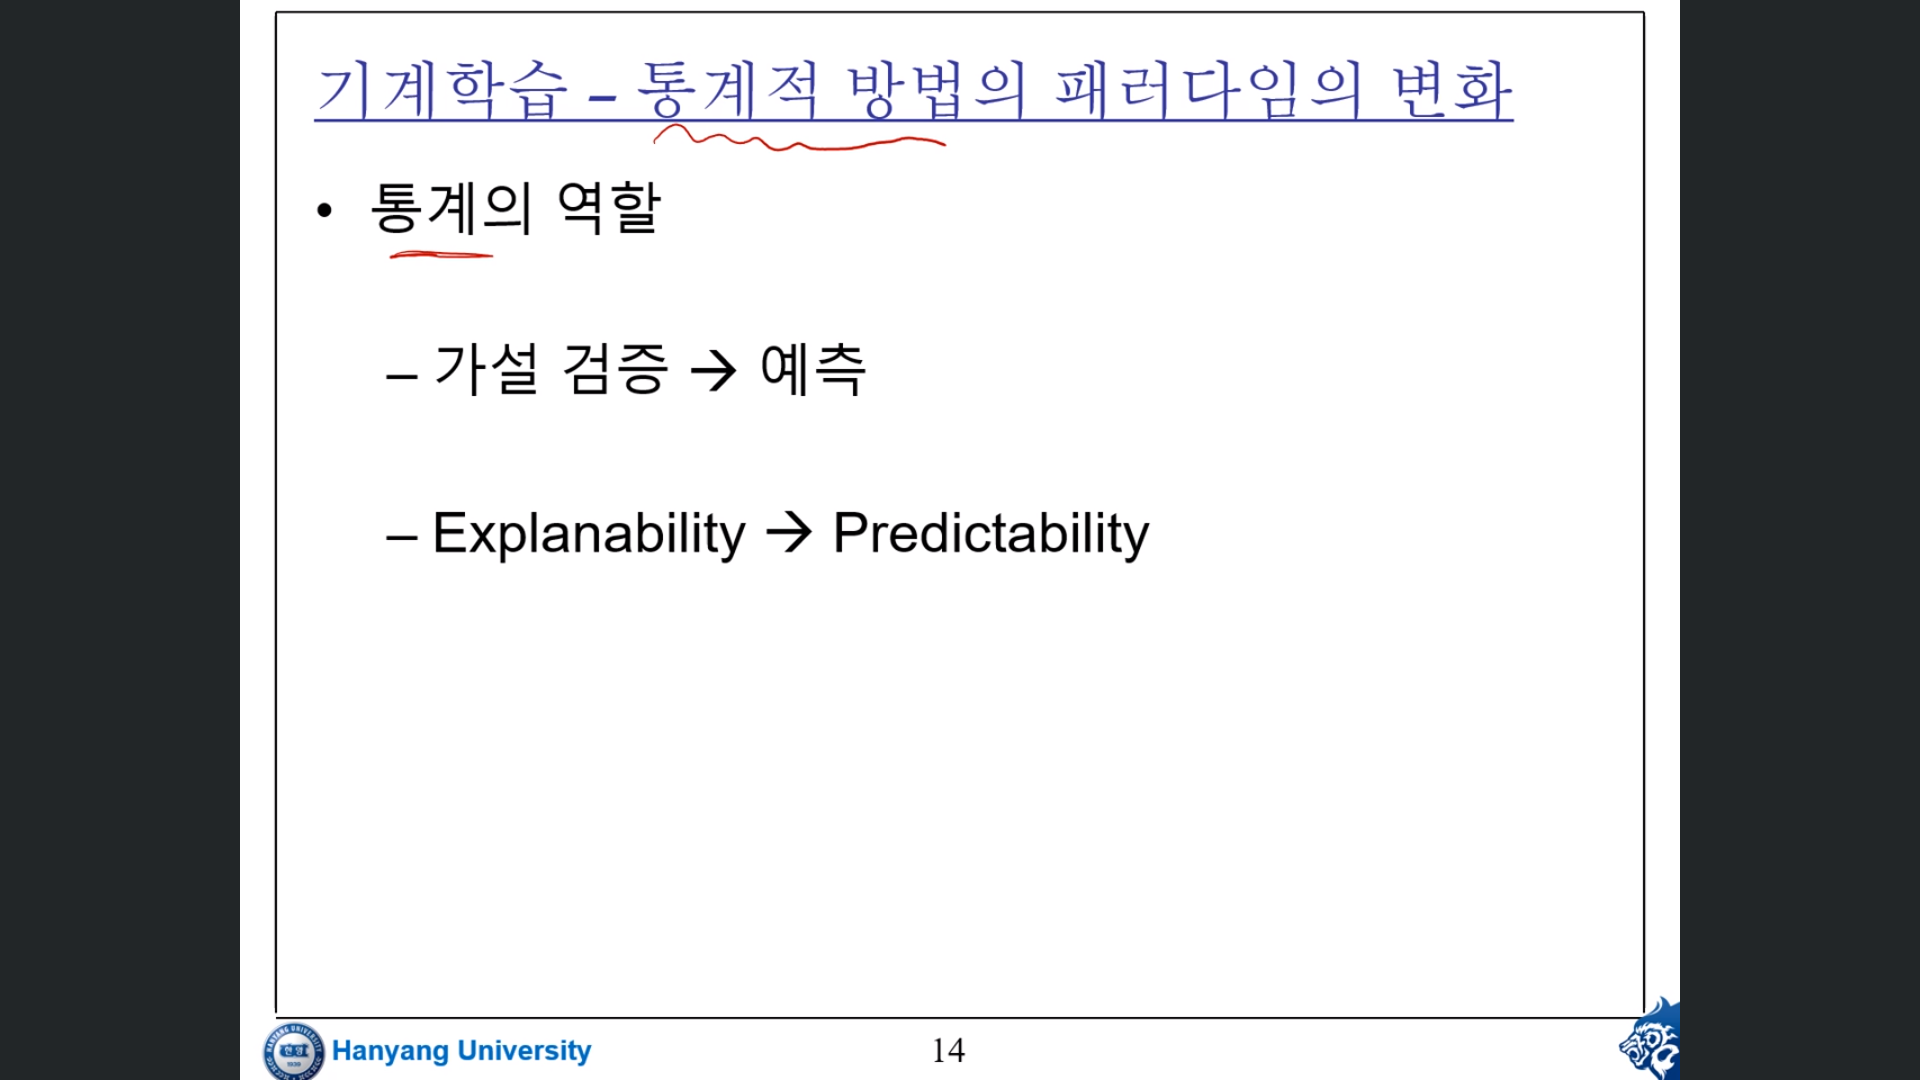 기계학습 – 통계적 방법의 패러다임의 변화
• 통계의 역할
– 가설 검증 → 예측
– Explanability → Predictability
Hanyang University
14